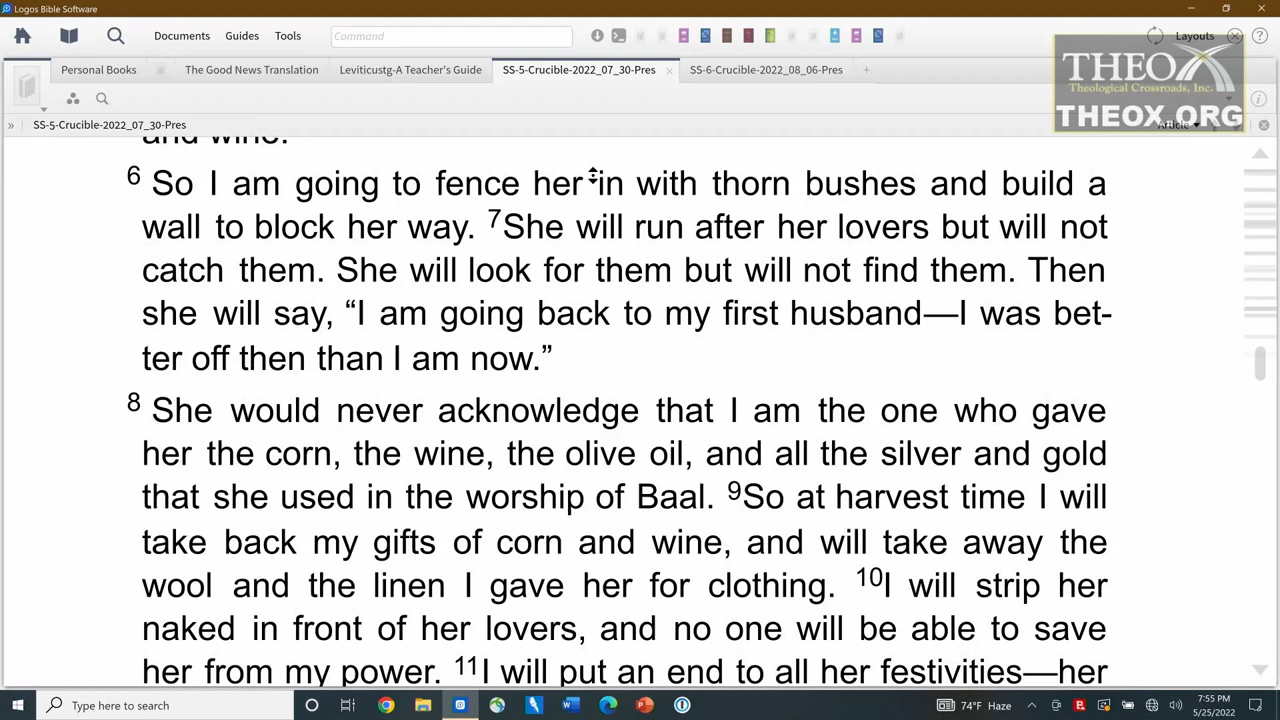 Logos Bible Software
Documents Guides Tools Command Layouts
Personal Books The Good News Translation Leviticustg a Teacher's Guide SS-5-Crucible-2022_07_30-Pres SS-6-Crucible-2022_08_06-Pres
THEOX
Theological Crossroads, Inc.
THEOX.ORG
SS-5-Crucible-2022_07_30-Pres Article
and wine.
6 So I am going to fence her in with thorn bushes and build a
wall to block her way. 7She will run after her lovers but will not
catch them. She will look for them but will not find them. Then
she will say, “I am going back to my first husband—I was bet-
ter off then than I am now.”
8 She would never acknowledge that I am the one who gave
her the corn, the wine, the olive oil, and all the silver and gold
that she used in the worship of Baal. 9So at harvest time I will
take back my gifts of corn and wine, and will take away the
wool and the linen I gave her for clothing. 10I will strip her
naked in front of her lovers, and no one will be able to save
her from my power. 11I will put an end to all her festivities—her
Type here to search 74°F Haze 7:55 PM
5/25/2022